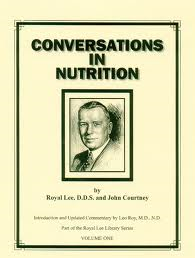 CONVERSATIONS
IN
NUTRITION
by
Royal Lee, D.D.S. and John Courtney
Introduction and Updated Commentary by Leo Roy, M.D., N.D.
Part of the Royal Lee Library Series
VOLUME ONE